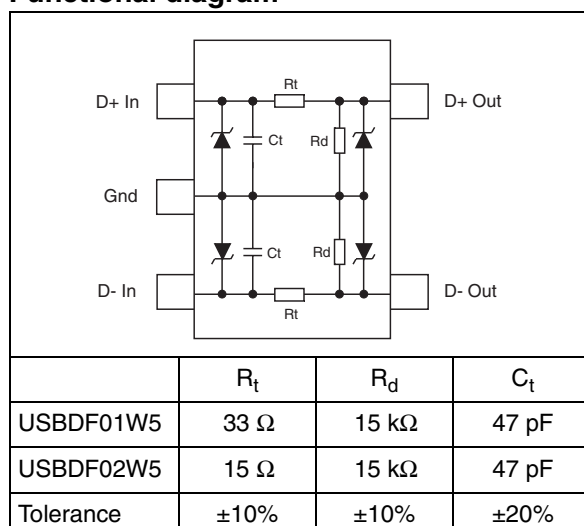 Functional diagram
D+ In
Rt
D+ Out
Ct
Rd
Gnd
Ct
Rd
D- In
Rt
D- Out
Rt Rd Ct
USBDF01W5 33 Ω 15 kΩ 47 pF
USBDF02W5 15 Ω 15 kΩ 47 pF
Tolerance ±10% ±10% ±20%